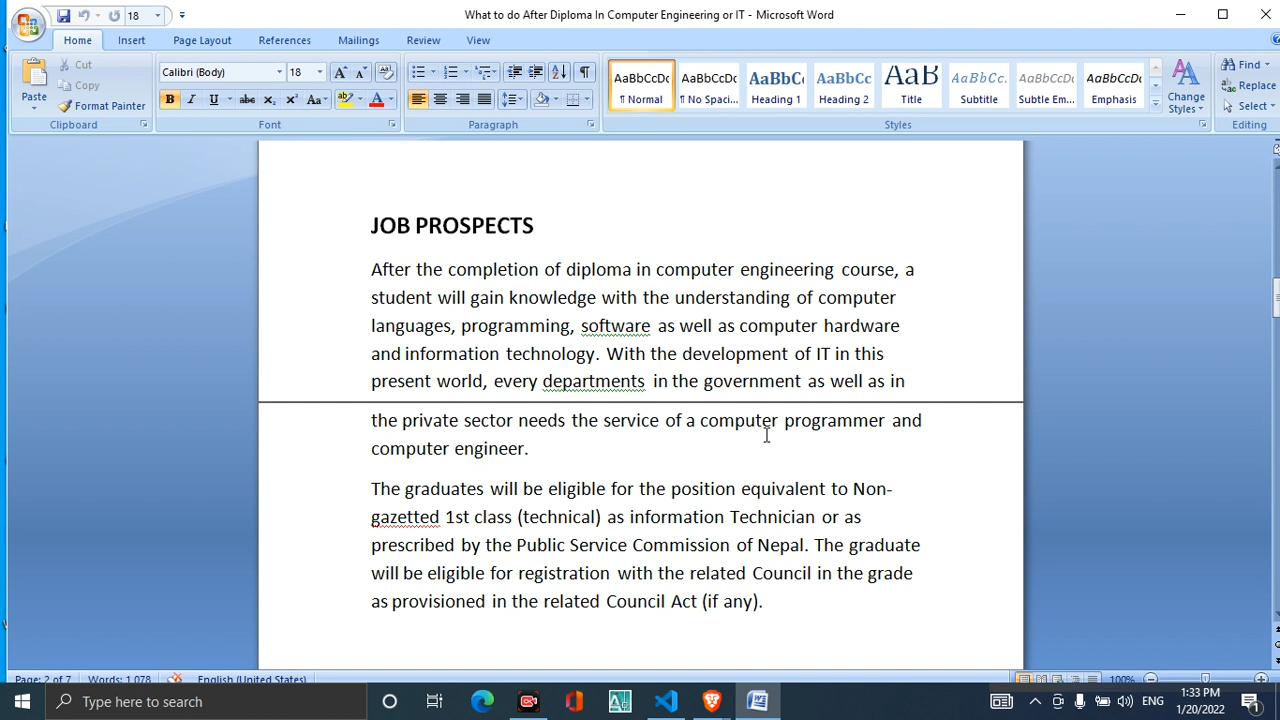 18
What to do After Diploma In Computer Engineering or IT - Microsoft Word
Home Insert Page Layout References Mailings Review View
Paste
Cut
Copy
Format Painter
Clipboard
Calibri (Body) 18
B I U abe X₂ X² Aa
Font
Paragraph
AaBbCcDc AaBbCcDc AaBbCc AaBbCc AaB AaBbCc. AaBbCcDc AaBbCcDc
¶ Normal ¶ No Spaci... Heading 1 Heading 2 Title Subtitle Subtle Em... Emphasis
Change Styles
Styles
Find
Replace
Select
Editing
JOB PROSPECTS
After the completion of diploma in computer engineering course, a
student will gain knowledge with the understanding of computer
languages, programming, software as well as computer hardware
and information technology. With the development of IT in this
present world, every departments in the government as well as in
the private sector needs the service of a computer programmer and
computer engineer.
The graduates will be eligible for the position equivalent to Non-
gazetted 1st class (technical) as information Technician or as
prescribed by the Public Service Commission of Nepal. The graduate
will be eligible for registration with the related Council in the grade
as provisioned in the related Council Act (if any).
Page: 2 of 7 Words: 1,078 English (United States) 100%
Type here to search
ENG
1:33 PM
1/20/2022
1